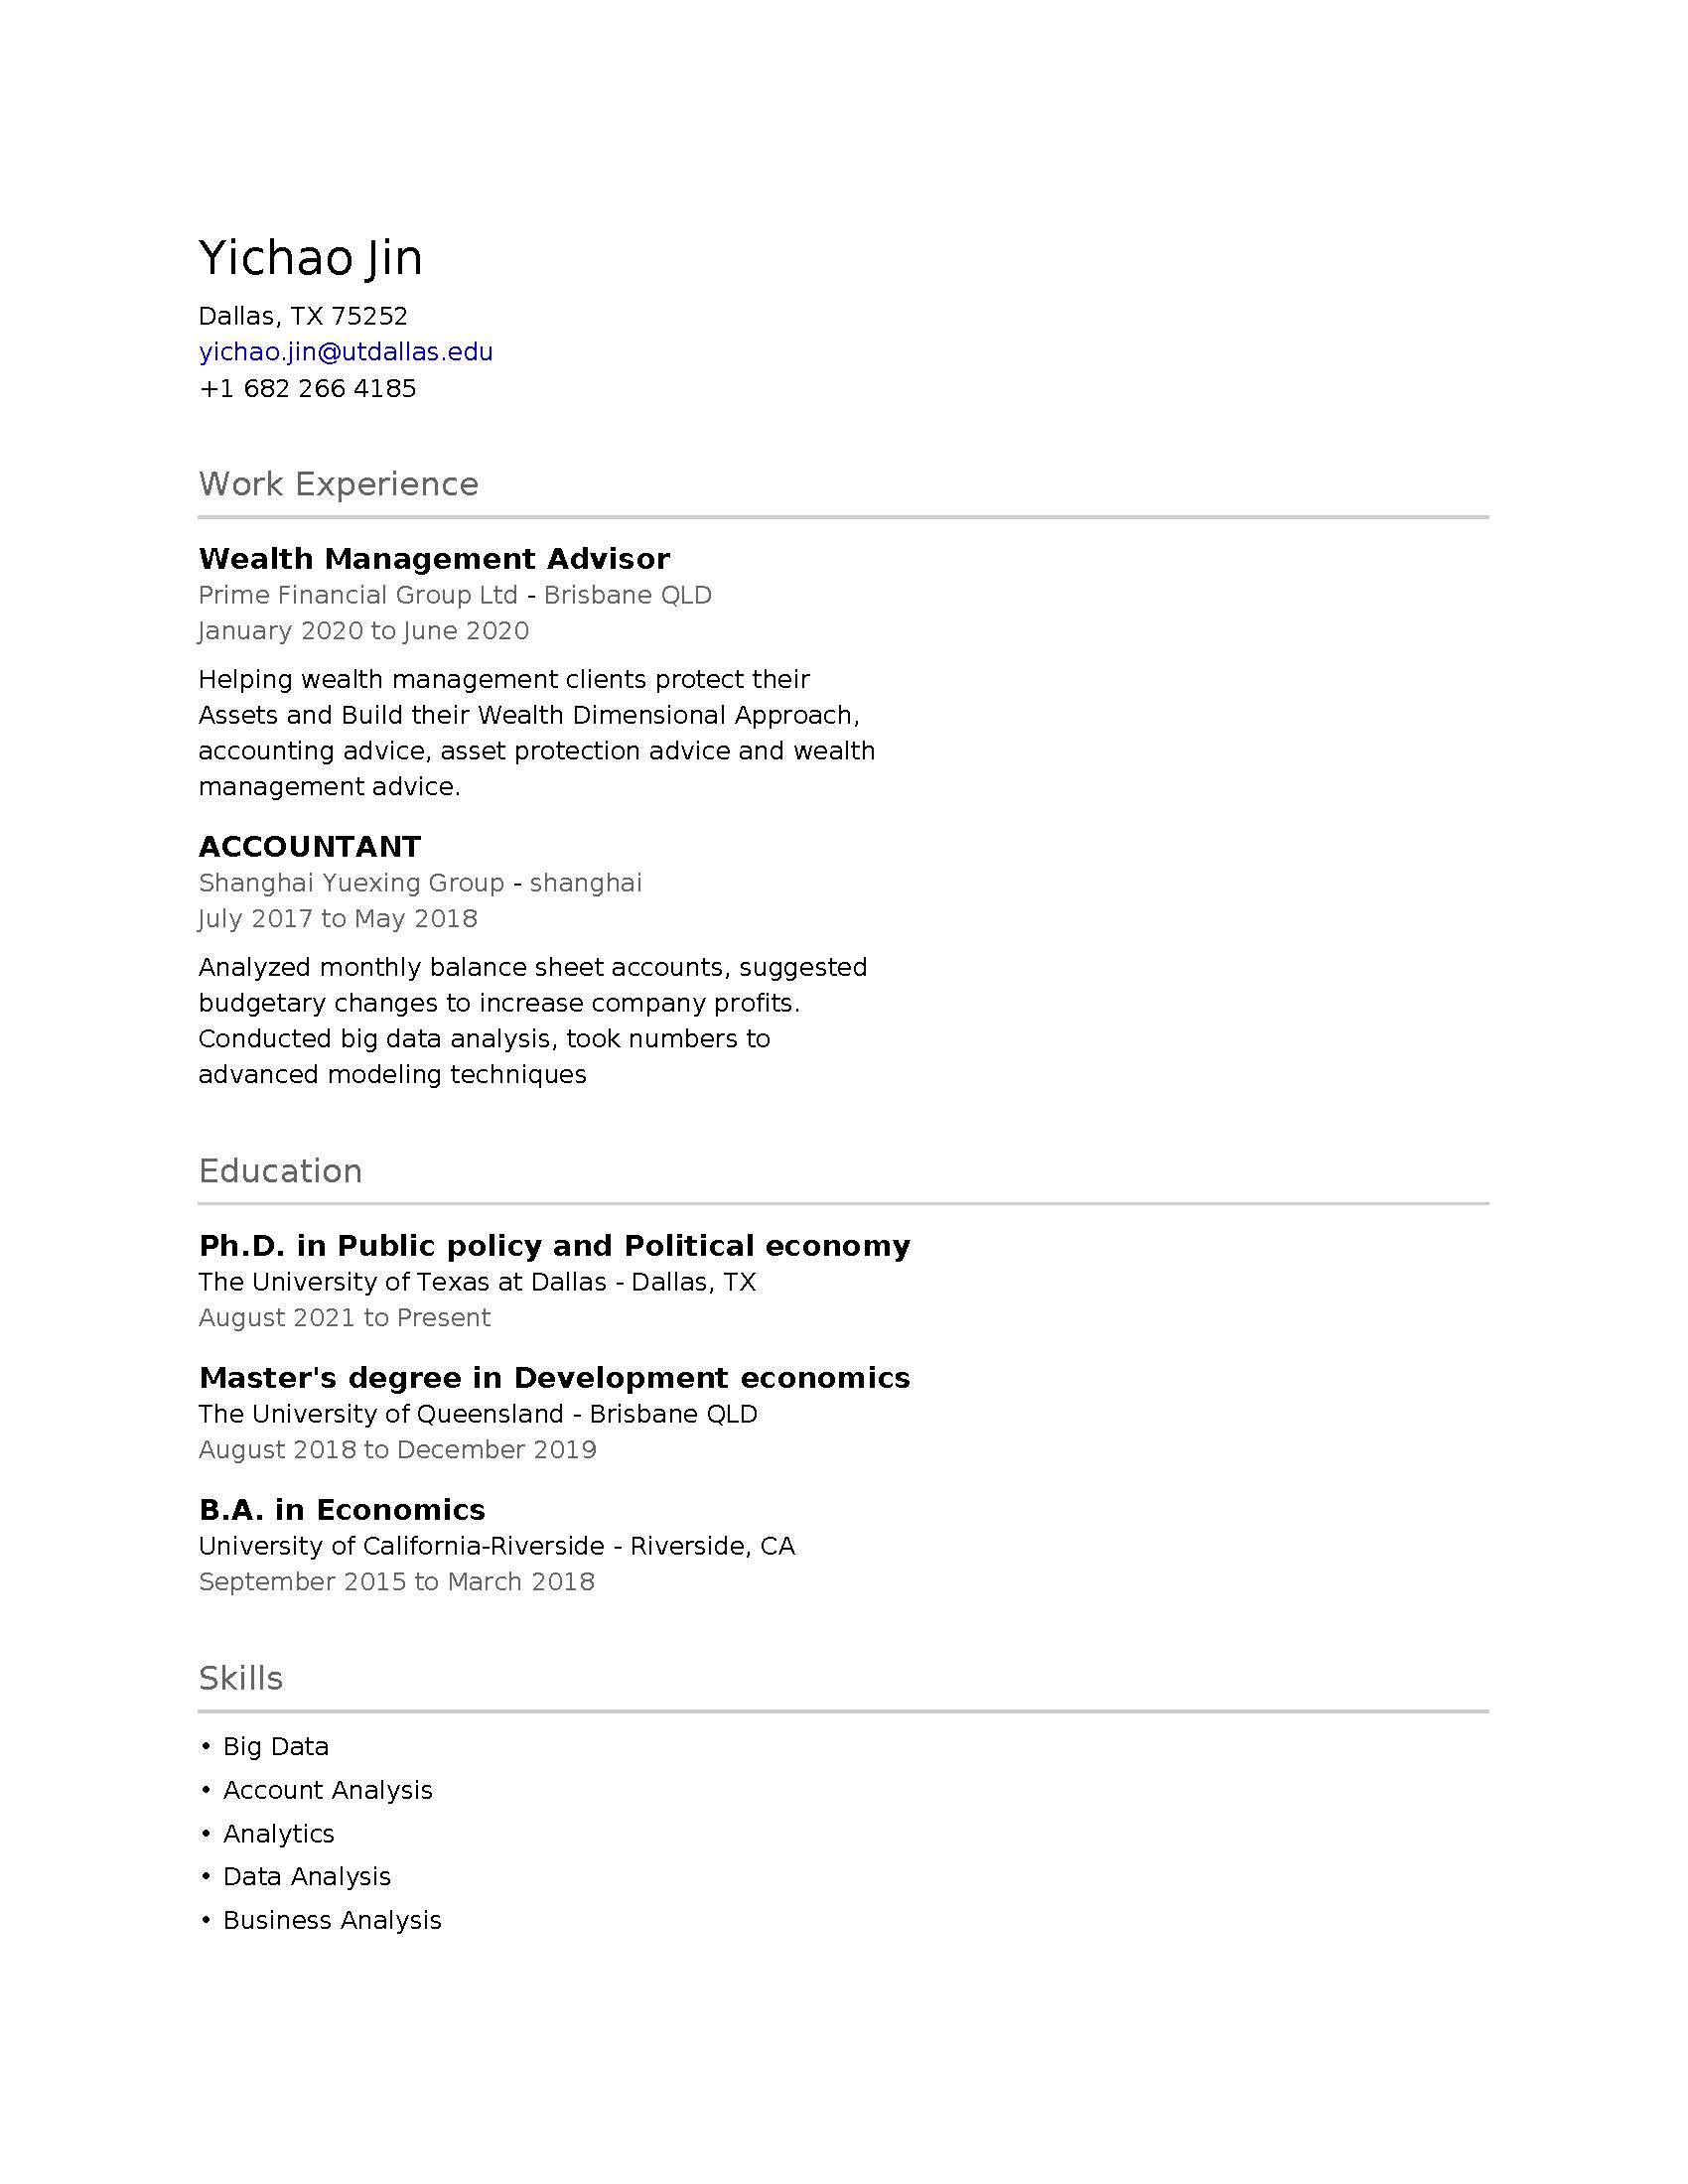 Yichao Jin
Dallas, TX 75252
yichao.jin@utdallas.edu
+1 682 266 4185
Work Experience
Wealth Management Advisor
Prime Financial Group Ltd - Brisbane QLD
January 2020 to June 2020
Helping wealth management clients protect their
Assets and Build their Wealth Dimensional Approach,
accounting advice, asset protection advice and wealth
management advice.
ACCOUNTANT
Shanghai Yuexing Group - shanghai
July 2017 to May 2018
Analyzed monthly balance sheet accounts, suggested
budgetary changes to increase company profits.
Conducted big data analysis, took numbers to
advanced modeling techniques
Education
Ph.D. in Public policy and Political economy
The University of Texas at Dallas - Dallas, TX
August 2021 to Present
Master's degree in Development economics
The University of Queensland - Brisbane QLD
August 2018 to December 2019
B.A. in Economics
University of California-Riverside - Riverside, CA
September 2015 to March 2018
Skills
• Big Data
• Account Analysis
• Analytics
• Data Analysis
• Business Analysis